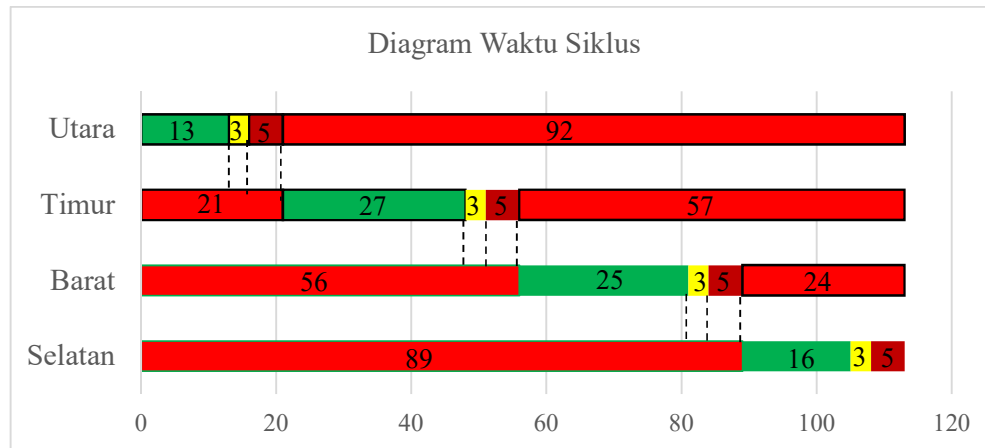 Diagram Waktu Siklus
Utara 13 3 5 92
Timur 21 27 3 5 57
Barat 56 25 3 5 24
Selatan 89 16 3 5
0 20 40 60 80 100 120